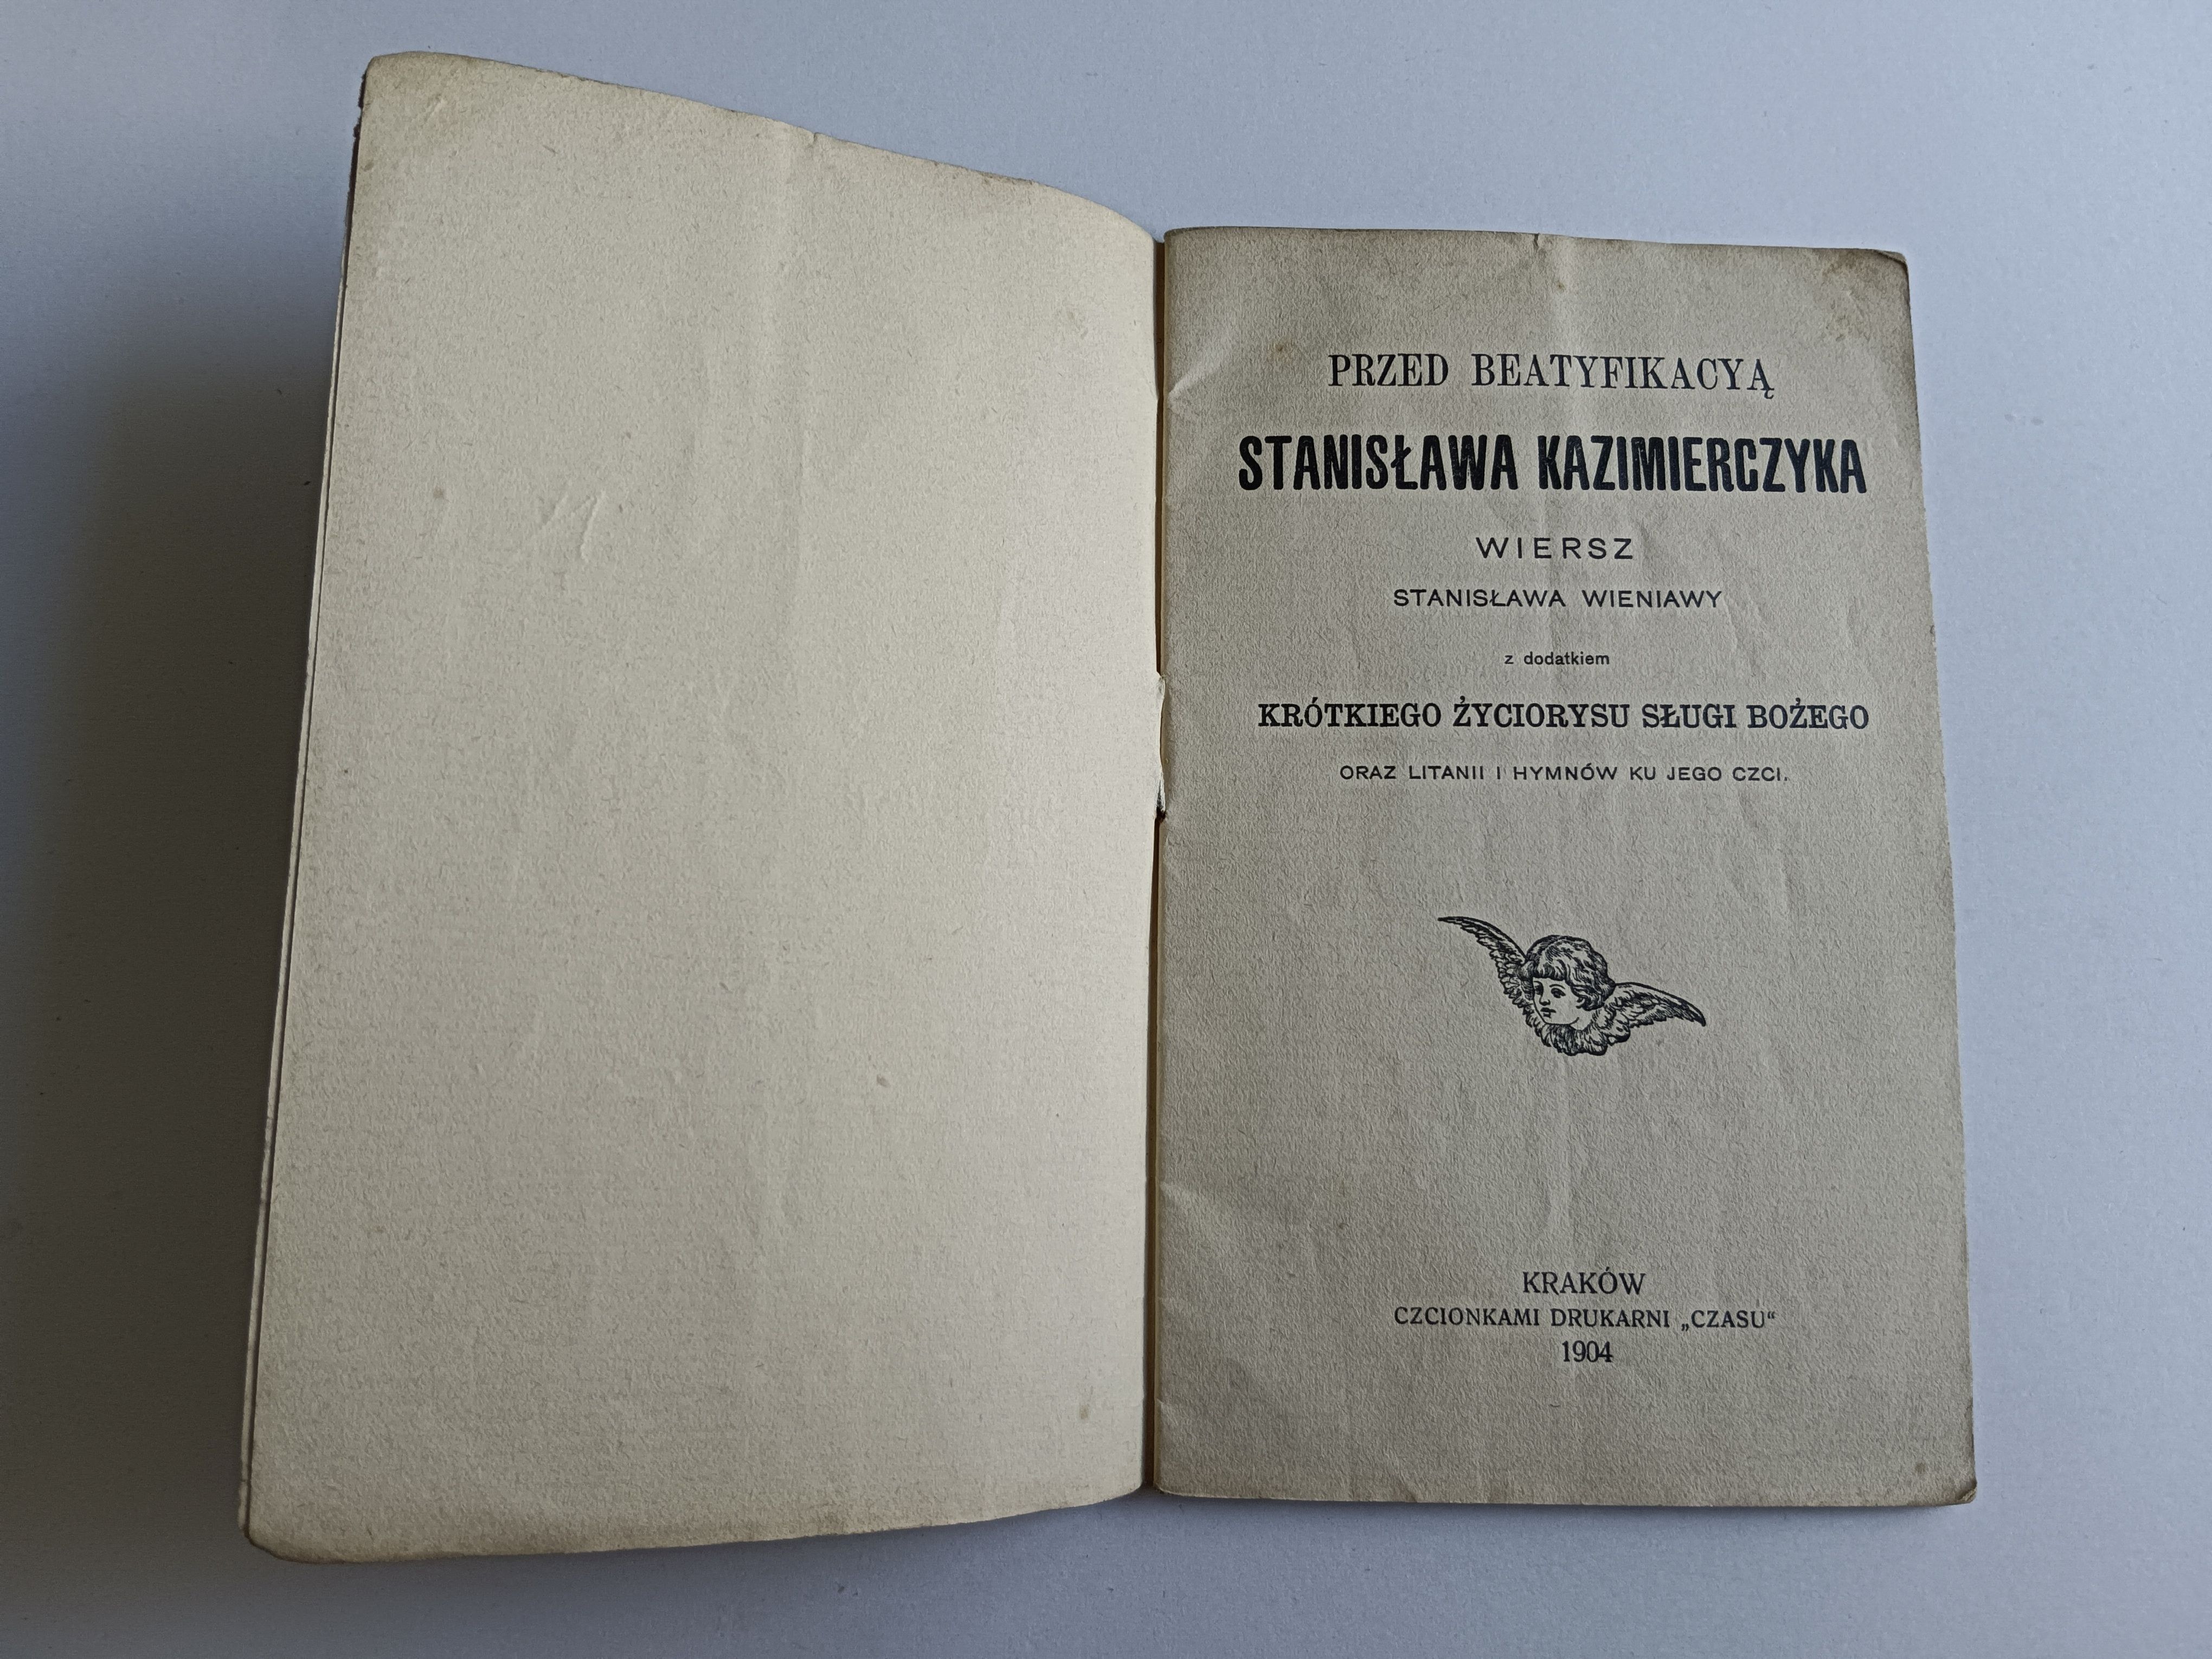 PRZED BEATYFIKACYĄ
STANISŁAWA KAZIMIERCZYKA
WIERSZ
STANISŁAWA WIENIAWY
z dodatkiem
KRÓTKIEGO ŻYCIORYSU SŁUGI BOŻEGO
ORAZ LITANII I HYMNÓW KU JEGO CZCI.
KRAKÓW
CZCIONKAMI DRUKARNI „CZASU“
1904